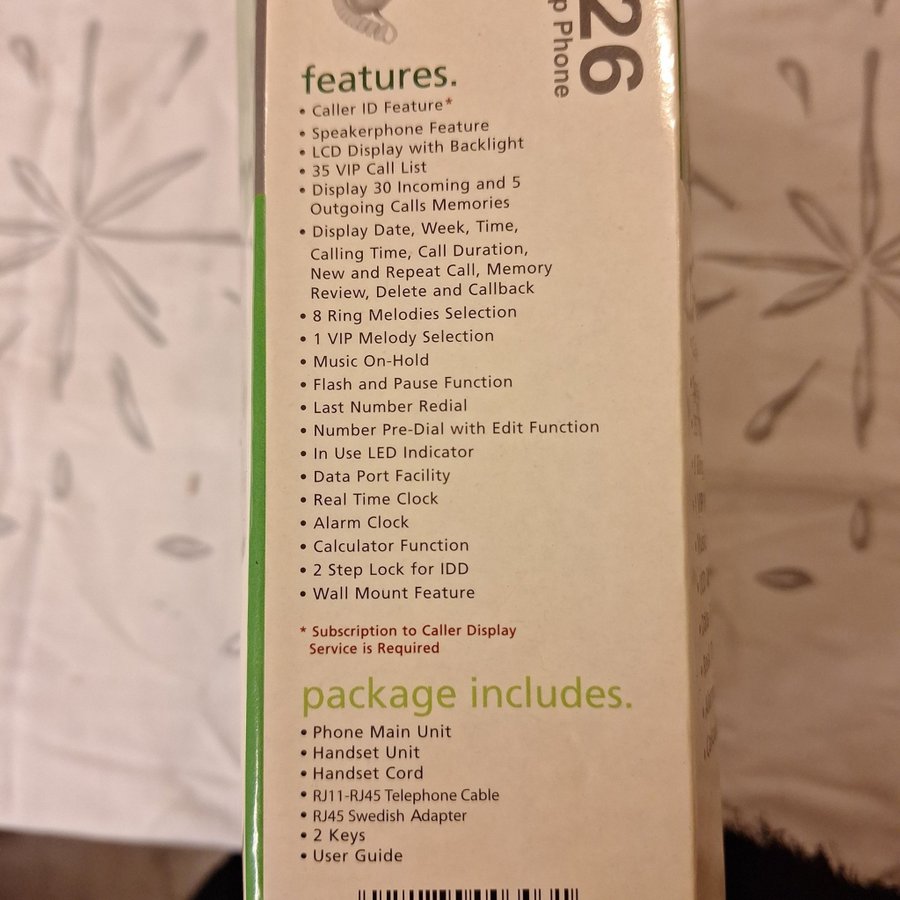 26
p Phone
features.
• Caller ID Feature*
• Speakerphone Feature
• LCD Display with Backlight
• 35 VIP Call List
• Display 30 Incoming and 5
Outgoing Calls Memories
• Display Date, Week, Time,
Calling Time, Call Duration,
New and Repeat Call, Memory
Review, Delete and Callback
• 8 Ring Melodies Selection
• 1 VIP Melody Selection
• Music On-Hold
• Flash and Pause Function
• Last Number Redial
• Number Pre-Dial with Edit Function
• In Use LED Indicator
• Data Port Facility
• Real Time Clock
• Alarm Clock
• Calculator Function
• 2 Step Lock for IDD
• Wall Mount Feature
* Subscription to Caller Display
Service is Required
package includes.
• Phone Main Unit
• Handset Unit
• Handset Cord
• RJ11-RJ45 Telephone Cable
• RJ45 Swedish Adapter
• 2 Keys
• User Guide